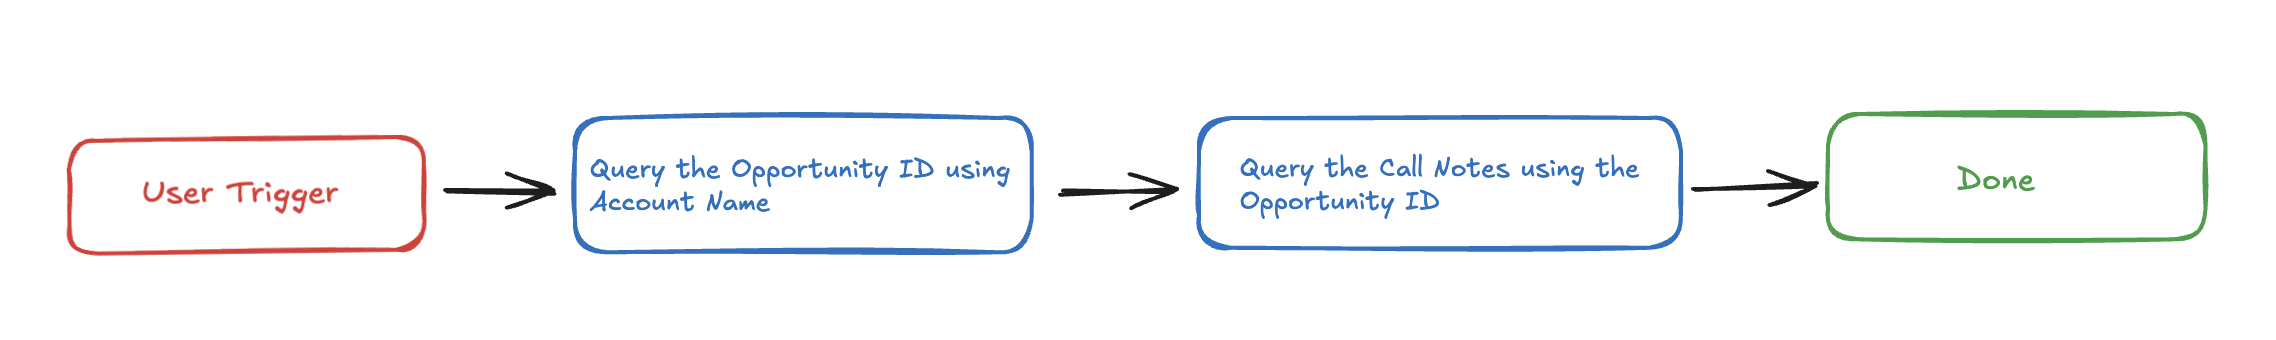 User Trigger
Query the Opportunity ID using
Account Name
Query the Call Notes using the
Opportunity ID
Done